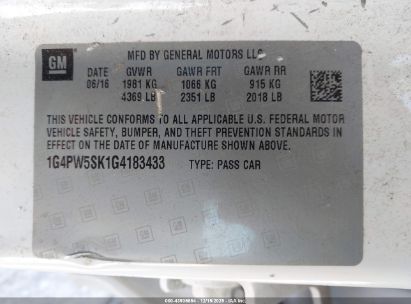 GM
MFD BY GENERAL MOTORS LLC
DATE GVWR GAWR FRT GAWR RR
06/16 1981 KG 1066 KG 915 KG
4369 LB 2351 LB 2018 LB
THIS VEHICLE CONFORMS TO ALL APPLICABLE U.S. FEDERAL MOTOR
VEHICLE SAFETY, BUMPER, AND THEFT PREVENTION STANDARDS IN
EFFECT ON THE DATE OF MANUFACTURE SHOWN ABOVE.
1G4PW5SK1G4183433 TYPE: PASS CAR